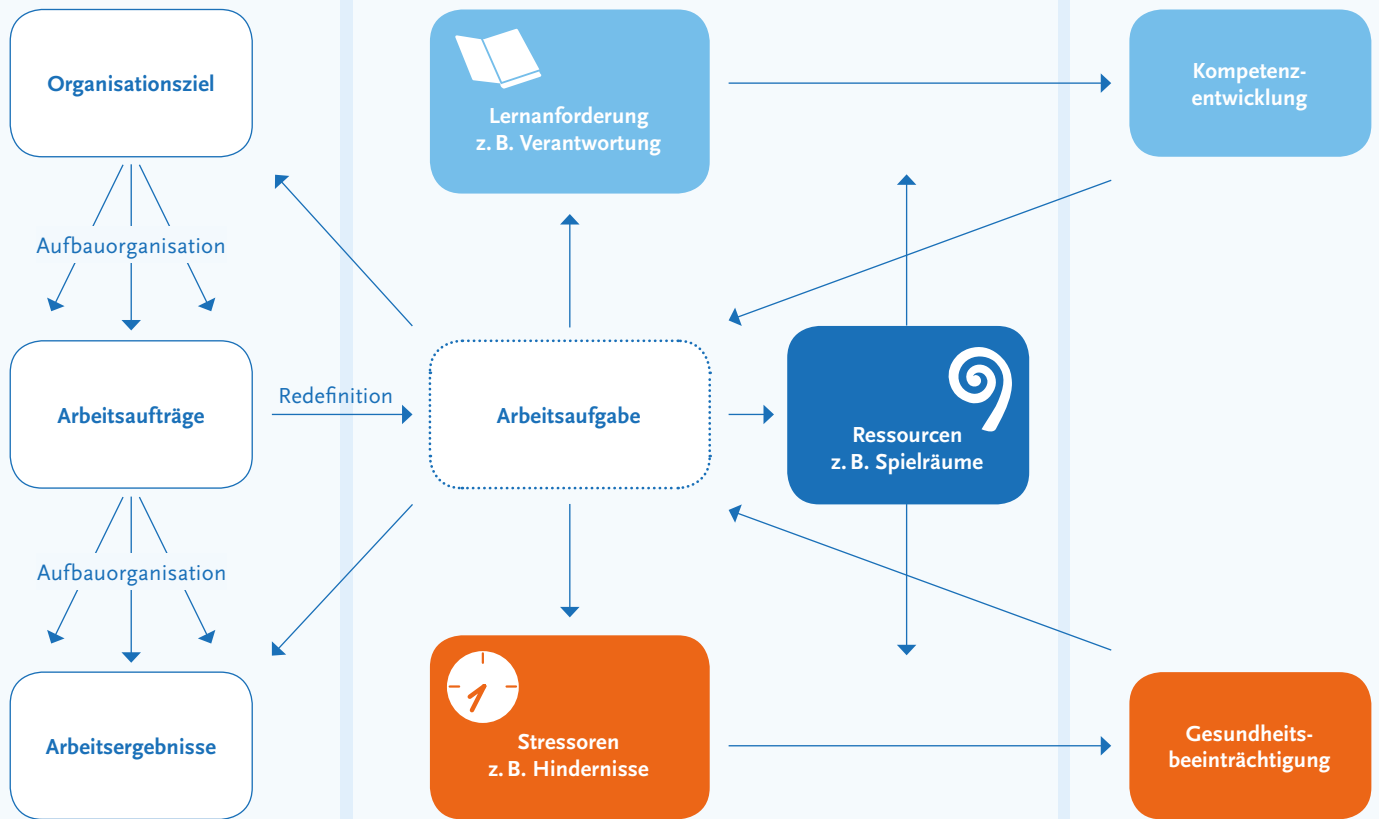 Organisationsziel
Lernanforderung
z. B. Verantwortung
Kompetenz-
entwicklung
Aufbauorganisation
Arbeitsaufträge
Redefinition
Arbeitsaufgabe
Ressourcen
z. B. Spielräume
Aufbauorganisation
Arbeitsergebnisse
Stressoren
z. B. Hindernisse
Gesundheits-
beeinträchtigung